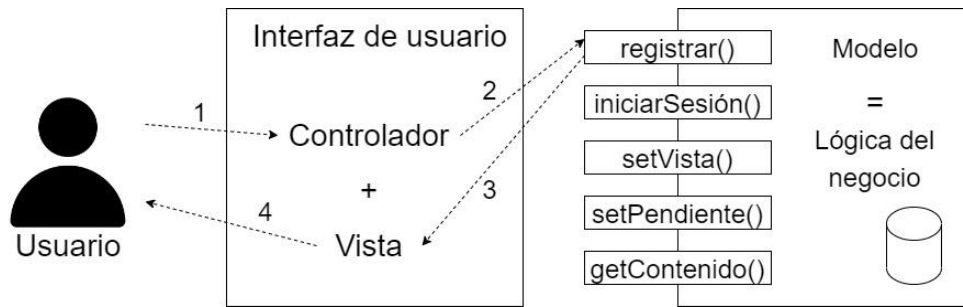 Usuario
1
4
Interfaz de usuario
Controlador
+
Vista
2
3
registrar()
iniciarSesión()
setVista()
setPendiente()
getContenido()
Modelo
=
Lógica del
negocio